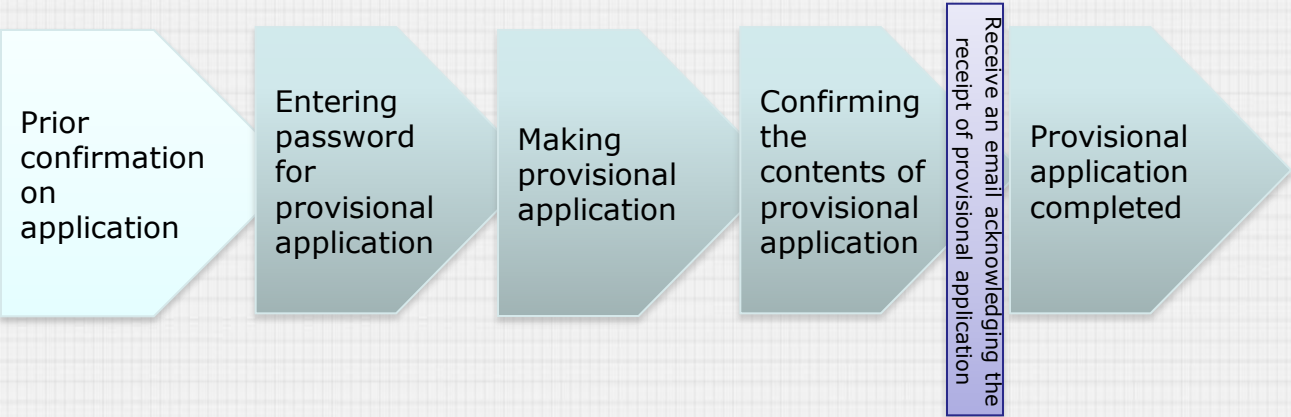 Prior
confirmation
on
application
Entering
password
for
provisional
application
Making
provisional
application
Confirming
the
contents of
provisional
application
Receive an email acknowledging the
receipt of provisional application
Provisional
application
completed